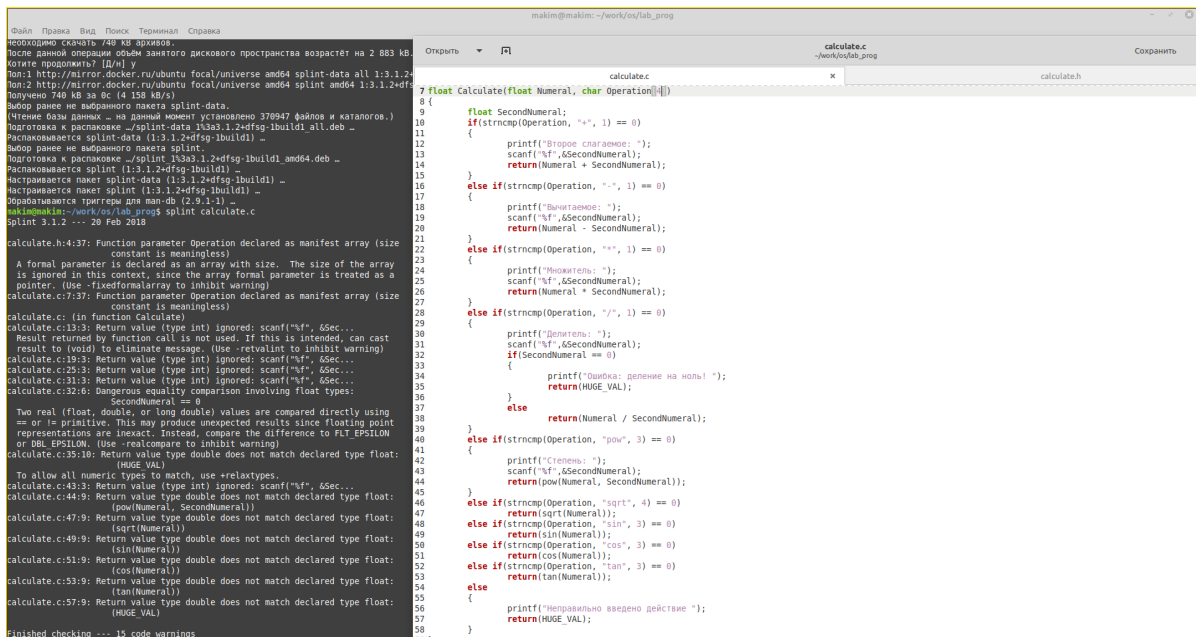 makim@makim: ~/work/os/lab_prog
Файл Правка Вид Поиск Терминал Справка
Необходимо скачать 740 kB архивов.
После данной операции объём занятого дискового пространства возрастёт на 2 883 kB.
Хотите продолжить? [Д/н] y
Пол:1 http://mirror.docker.ru/ubuntu focal/universe amd64 splint-data all 1:3.1.2+
Пол:2 http://mirror.docker.ru/ubuntu focal/universe amd64 splint amd64 1:3.1.2+dfs
Получено 740 kB за 0с (4 158 kB/s)
Выбор ранее не выбранного пакета splint-data.
(Чтение базы данных … на данный момент установлено 370947 файлов и каталогов.)
Подготовка к распаковке …/splint-data_1%3a3.1.2+dfsg-1build1_all.deb …
Распаковывается splint-data (1:3.1.2+dfsg-1build1) …
Выбор ранее не выбранного пакета splint.
Подготовка к распаковке …/splint_1%3a3.1.2+dfsg-1build1_amd64.deb …
Распаковывается splint (1:3.1.2+dfsg-1build1) …
Настраивается пакет splint-data (1:3.1.2+dfsg-1build1) …
Настраивается пакет splint (1:3.1.2+dfsg-1build1) …
Обрабатываются триггеры для man-db (2.9.1-1) …
makim@makim:~/work/os/lab_prog$ splint calculate.c
Splint 3.1.2 --- 20 Feb 2018
calculate.h:4:37: Function parameter Operation declared as manifest array (size
constant is meaningless)
A formal parameter is declared as an array with size. The size of the array
is ignored in this context, since the array formal parameter is treated as a
pointer. (Use -fixedformalarray to inhibit warning)
calculate.c:7:37: Function parameter Operation declared as manifest array (size
constant is meaningless)
calculate.c: (in function Calculate)
calculate.c:13:3: Return value (type int) ignored: scanf("%f", &Sec...
Result returned by function call is not used. If this is intended, can cast
result to (void) to eliminate message. (Use -retvalint to inhibit warning)
calculate.c:19:3: Return value (type int) ignored: scanf("%f", &Sec...
calculate.c:25:3: Return value (type int) ignored: scanf("%f", &Sec...
calculate.c:31:3: Return value (type int) ignored: scanf("%f", &Sec...
calculate.c:32:6: Dangerous equality comparison involving float types:
SecondNumeral == 0
Two real (float, double, or long double) values are compared directly using
== or != primitive. This may produce unexpected results since floating point
representations are inexact. Instead, compare the difference to FLT_EPSILON
or DBL_EPSILON. (Use -realcompare to inhibit warning)
calculate.c:35:10: Return value type double does not match declared type float:
(HUGE_VAL)
To allow all numeric types to match, use +relaxtypes.
calculate.c:43:3: Return value (type int) ignored: scanf("%f", &Sec...
calculate.c:44:9: Return value type double does not match declared type float:
(pow(Numeral, SecondNumeral))
calculate.c:47:9: Return value type double does not match declared type float:
(sqrt(Numeral))
calculate.c:49:9: Return value type double does not match declared type float:
(sin(Numeral))
calculate.c:51:9: Return value type double does not match declared type float:
(cos(Numeral))
calculate.c:53:9: Return value type double does not match declared type float:
(tan(Numeral))
calculate.c:57:9: Return value type double does not match declared type float:
(HUGE_VAL)
Finished checking --- 15 code warnings
Открыть
calculate.c
~/work/os/lab_prog
Сохранить
calculate.c × calculate.h
7 float Calculate(float Numeral, char Operation[4])
8 {
9 float SecondNumeral;
10 if(strncmp(Operation, "+", 1) == 0)
11 {
12 printf("Второе слагаемое: ");
13 scanf("%f",&SecondNumeral);
14 return(Numeral + SecondNumeral);
15 }
16 else if(strncmp(Operation, "-", 1) == 0)
17 {
18 printf("Вычитаемое: ");
19 scanf("%f",&SecondNumeral);
20 return(Numeral - SecondNumeral);
21 }
22 else if(strncmp(Operation, "*", 1) == 0)
23 {
24 printf("Множитель: ");
25 scanf("%f",&SecondNumeral);
26 return(Numeral * SecondNumeral);
27 }
28 else if(strncmp(Operation, "/", 1) == 0)
29 {
30 printf("Делитель: ");
31 scanf("%f",&SecondNumeral);
32 if(SecondNumeral == 0)
33 {
34 printf("Ошибка: деление на ноль! ");
35 return(HUGE_VAL);
36 }
37 else
38 return(Numeral / SecondNumeral);
39 }
40 else if(strncmp(Operation, "pow", 3) == 0)
41 {
42 printf("Степень: ");
43 scanf("%f",&SecondNumeral);
44 return(pow(Numeral, SecondNumeral));
45 }
46 else if(strncmp(Operation, "sqrt", 4) == 0)
47 return(sqrt(Numeral));
48 else if(strncmp(Operation, "sin", 3) == 0)
49 return(sin(Numeral));
50 else if(strncmp(Operation, "cos", 3) == 0)
51 return(cos(Numeral));
52 else if(strncmp(Operation, "tan", 3) == 0)
53 return(tan(Numeral));
54 else
55 {
56 printf("Неправильно введено действие ");
57 return(HUGE_VAL);
58 }